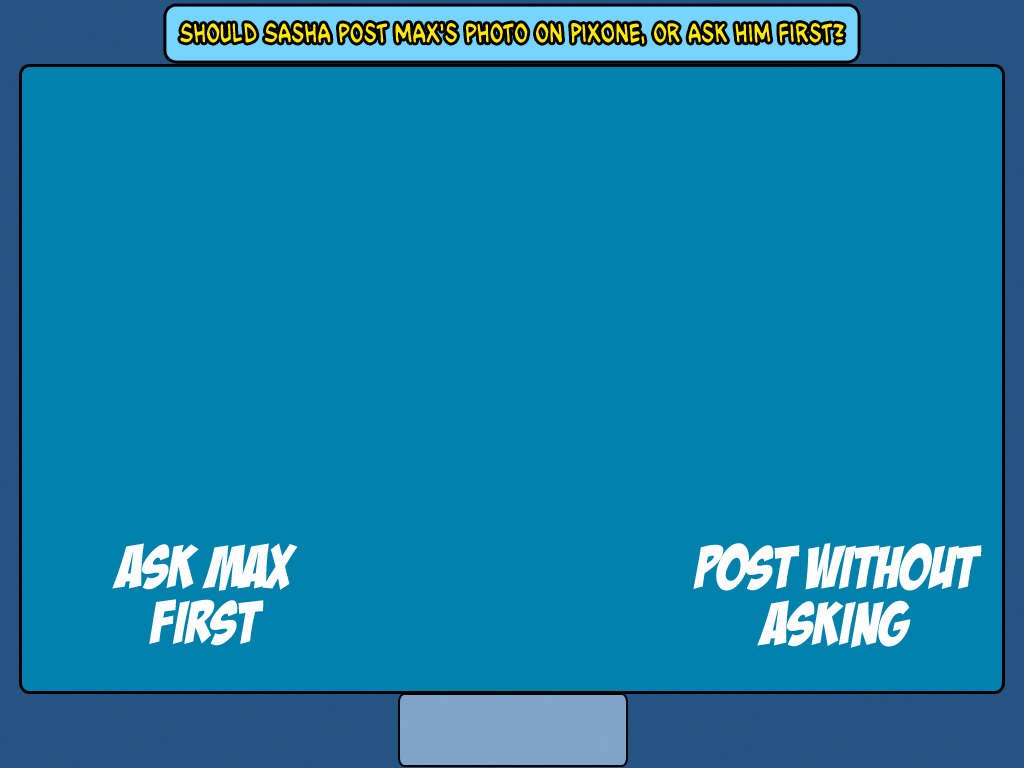 SHOULD SASHA POST MAX'S PHOTO ON PIXONE, OR ASK HIM FIRST?
ASK MAX
FIRST
POST WITHOUT
ASKING